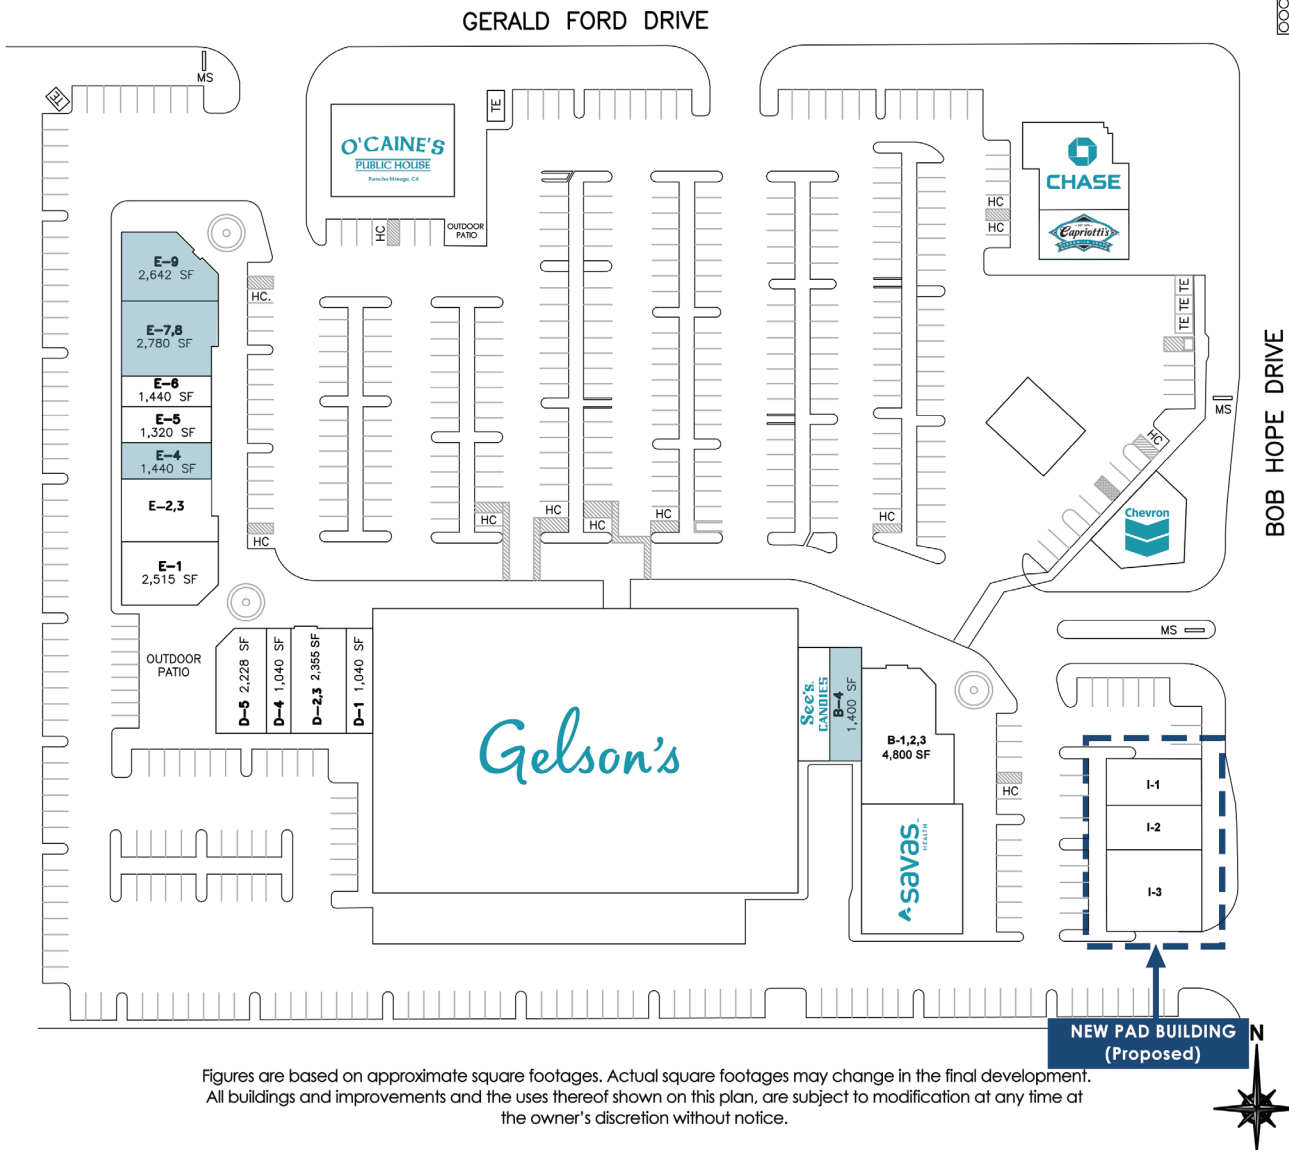 GERALD FORD DRIVE
MS
TE
TE
O'CAINE'S
PUBLIC HOUSE
Rancho Mirage, CA
HC
OUTDOOR
PATIO
CHASE
HC
HC
Capriotti's
TE
TE
TE
MS
BOB HOPE DRIVE
HC
Chevron
MS
E-9
2,642 SF
HC.
E-7,8
2,780 SF
E-6
1,440 SF
E-5
1,320 SF
E-4
1,440 SF
E-2,3
E-1
2,515 SF
HC
HC
HC
HC
HC
HC
OUTDOOR
PATIO
D-5 2,228 SF
D-4 1,040 SF
D-2,3 2,355 SF
D-1 1,040 SF
Gelson's
See's
CANDIES
B-4
1,400 SF
B-1,2,3
4,800 SF
HC
savas
HEALTH
I-1
I-2
I-3
NEW PAD BUILDING
(Proposed)
N
Figures are based on approximate square footages. Actual square footages may change in the final development.
All buildings and improvements and the uses thereof shown on this plan, are subject to modification at any time at
the owner's discretion without notice.